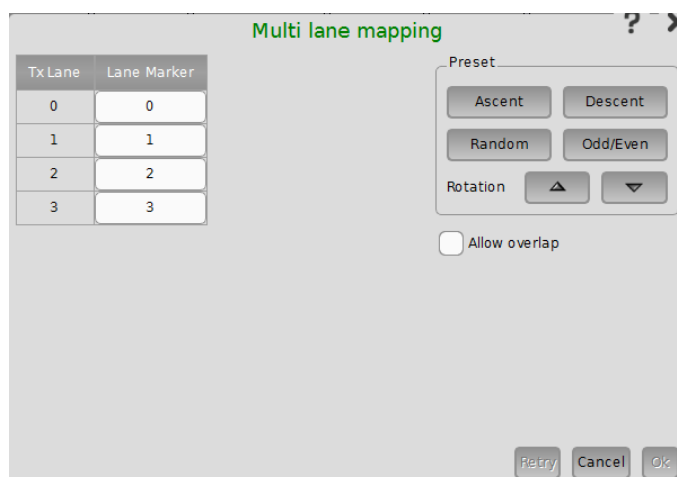 Multi lane mapping
?
Tx Lane Lane Marker
0 0
1 1
2 2
3 3
Preset
Ascent Descent
Random Odd/Even
Rotation
Allow overlap
Retry Cancel Ok